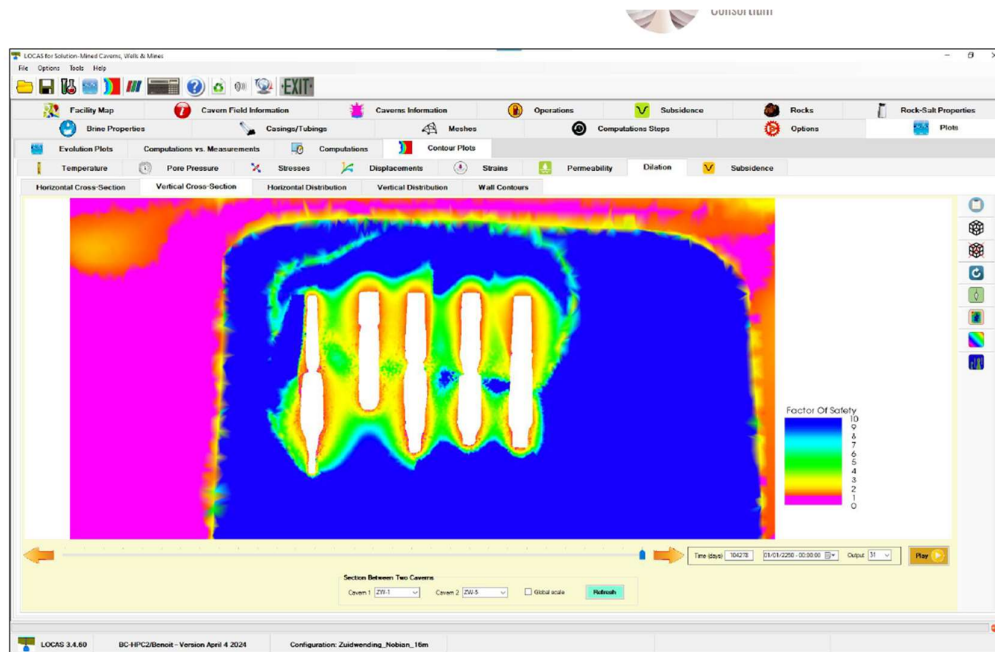 Consortium
LOCAS for Solution-Mined Caverns, Wells & Mines
File Options Tools Help
EXIT
Facility Map Cavern Field Information Caverns Information Operations Subsidence Rocks Rock-Salt Properties
Brine Properties Casings/Tubings Meshes Computations Steps Options Plots
Evolution Plots Computations vs. Measurements Computations Contour Plots
Temperature Pore Pressure Stresses Displacements Strains Permeability Dilation Subsidence
Horizontal Cross-Section Vertical Cross-Section Horizontal Distribution Vertical Distribution Wall Contours
Factor Of Safety
10
9
8
7
6
5
4
3
2
1
0
Time (days) 104278 01/01/2250 - 00:00:00 Output 31 Play
Section Between Two Caverns
Cavern 1 ZW-1 Cavern 2 ZW-5 Global scale Refresh
LOCAS 3.4.60 BC-HPC2/Benoit - Version April 4 2024 Configuration: Zuidwending_Nobian_16m